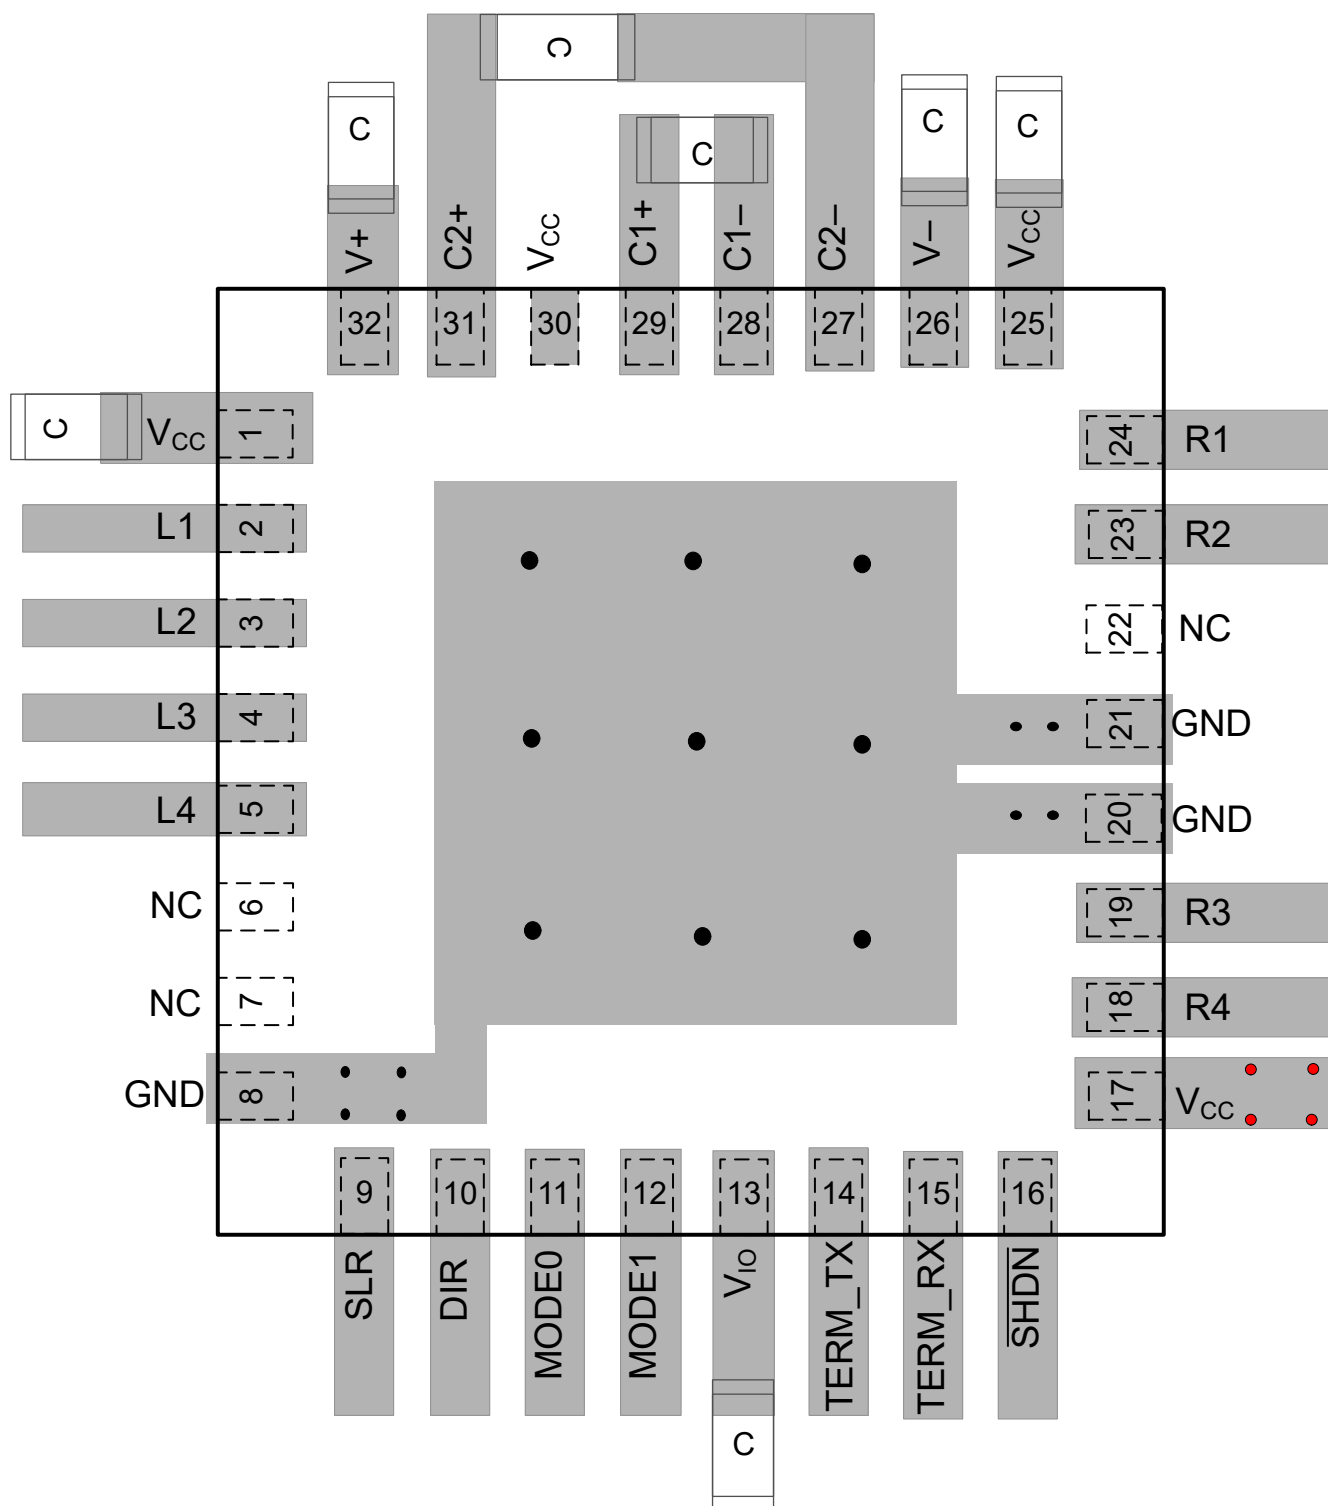 C
C
C
C
C
V+
C2+
VCC
C1+
C1–
C2–
V–
VCC
32
31
30
29
28
27
26
25
C
VCC
1
L1
2
L2
3
L3
4
L4
5
NC
6
NC
7
GND
8
24
R1
23
R2
22
NC
21
GND
20
GND
19
R3
18
R4
17
VCC
9
10
11
12
13
14
15
16
SLR
DIR
MODE0
MODE1
VIO
TERM_TX
TERM_RX
SHDN
C